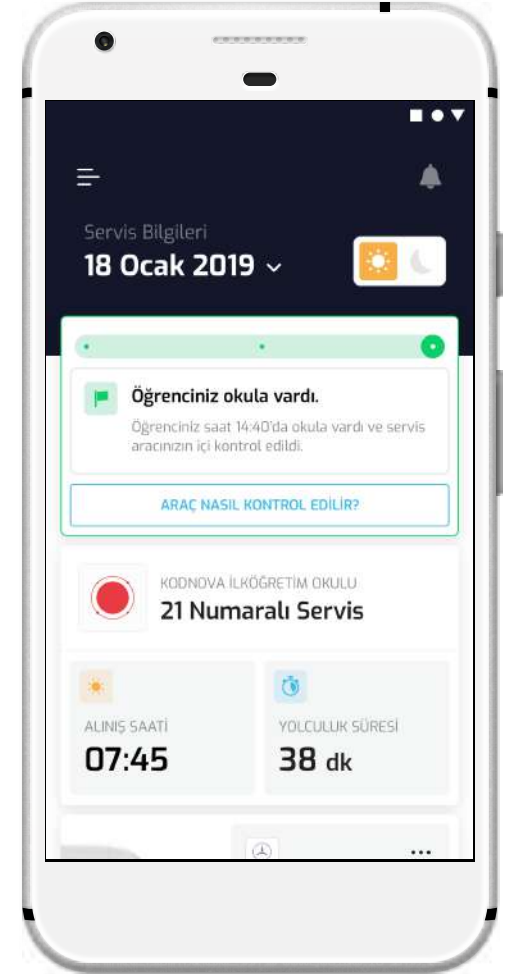 Servis Bilgileri
18 Ocak 2019
Öğrenciniz okula vardı.
Öğrenciniz saat 14:40'da okula vardı ve servis
aracınızın içi kontrol edildi.
ARAÇ NASIL KONTROL EDİLİR?
KODNOVA İLKÖĞRETİM OKULU
21 Numaralı Servis
ALINIŞ SAATİ
07:45
YOLCULUK SÜRESİ
38 dk